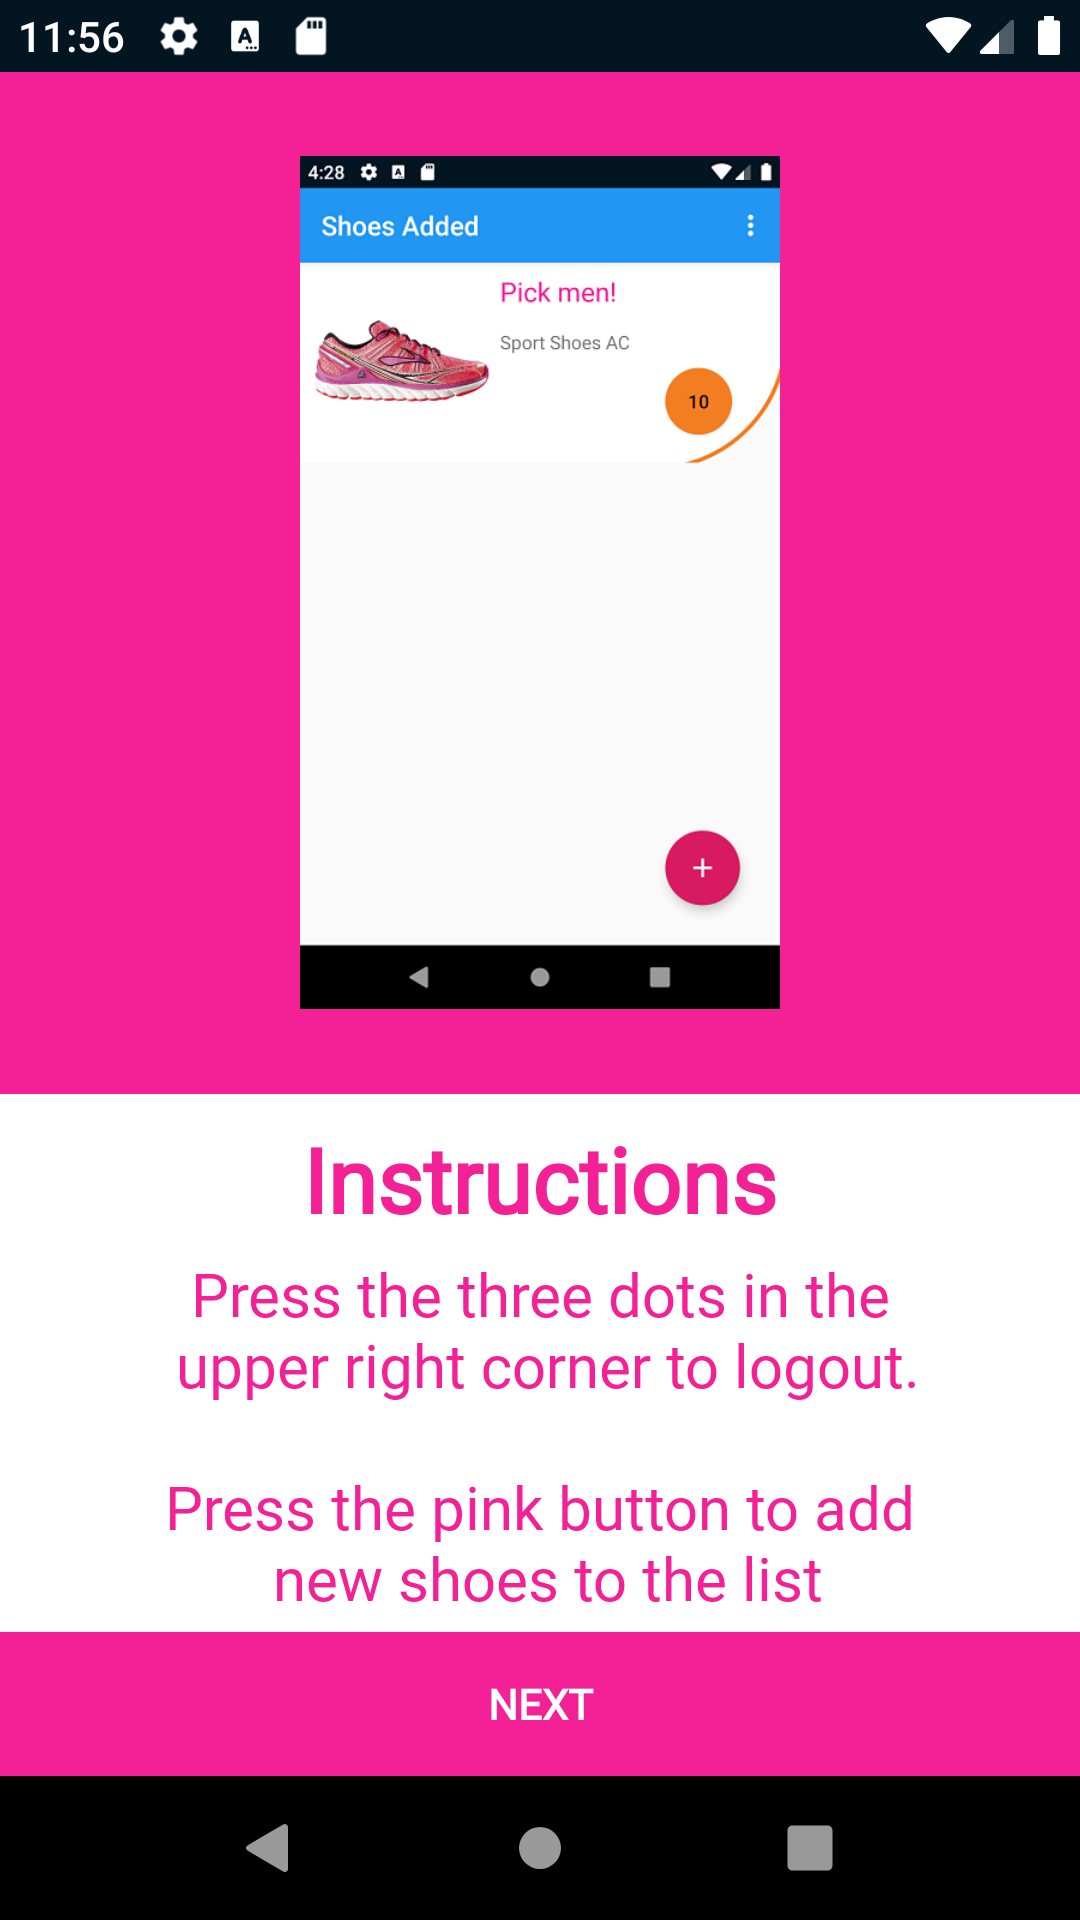 11:56
4:28
Shoes Added
Pick men!
Sport Shoes AC
10
+
Instructions
Press the three dots in the
upper right corner to logout.
Press the pink button to add
new shoes to the list
NEXT